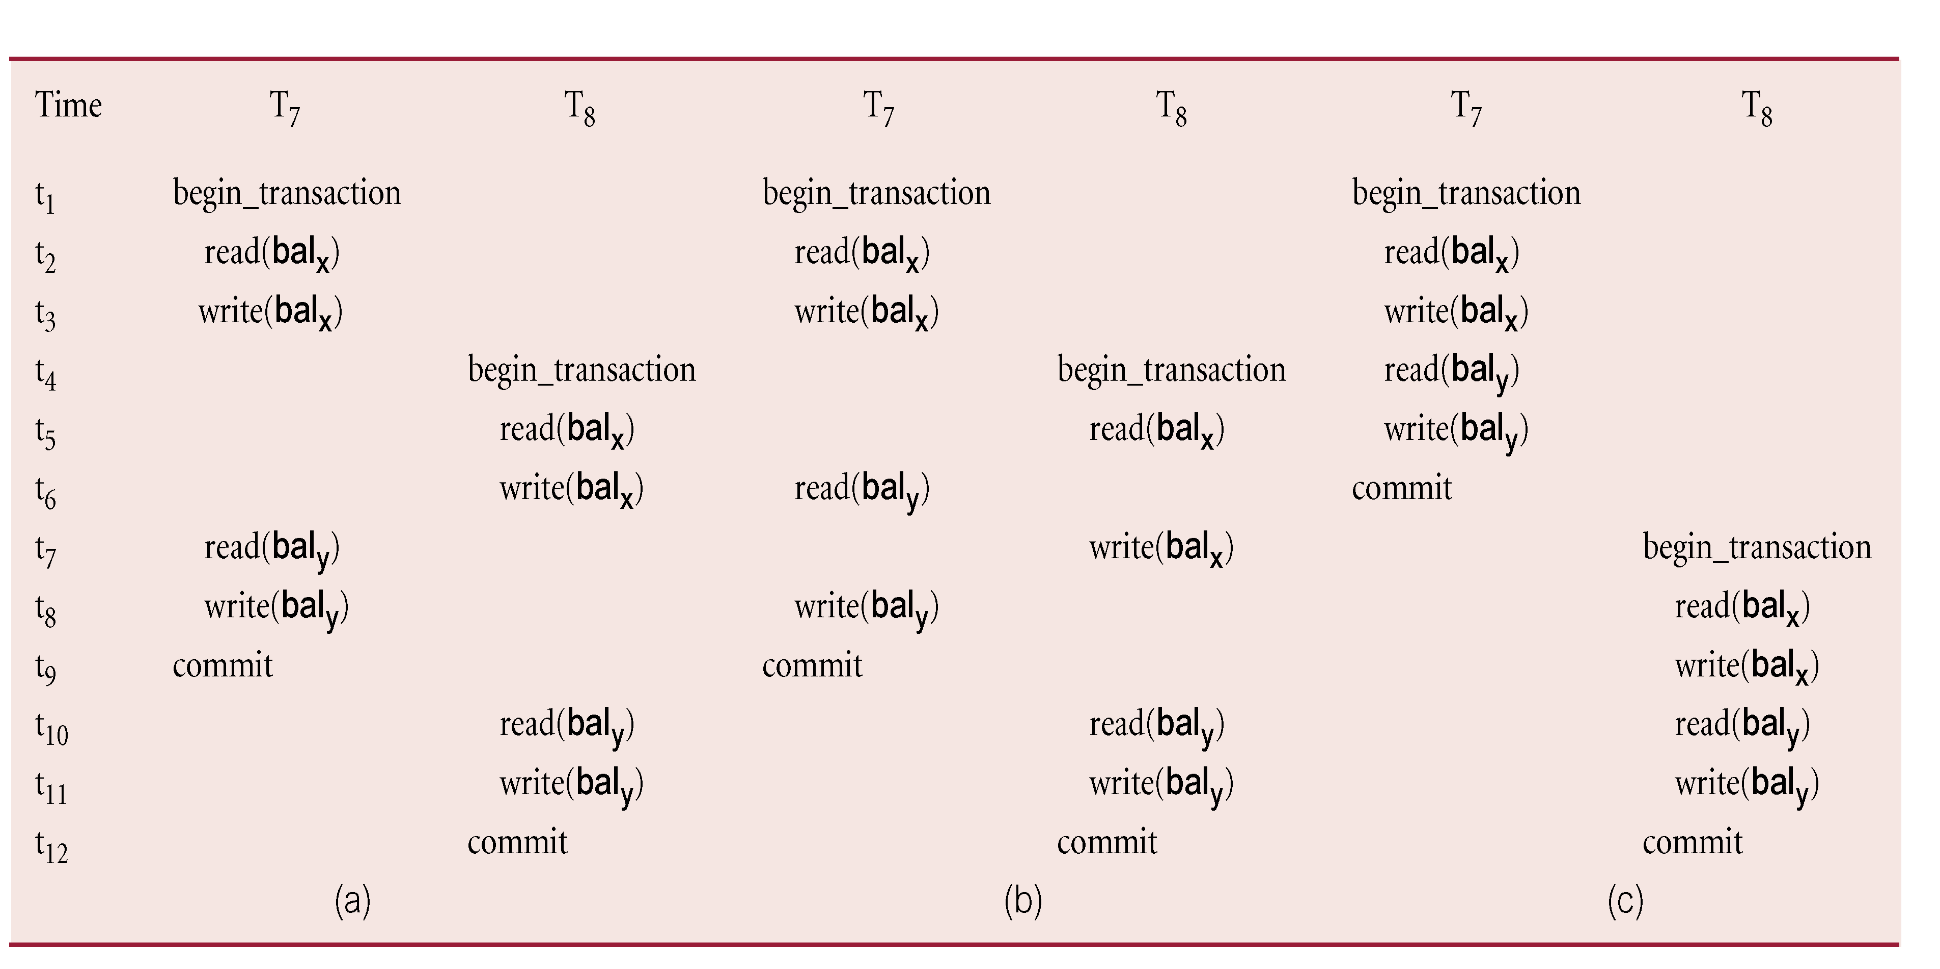 Time T7 T8 T7 T8 T7 T8
t1 begin_transaction begin_transaction begin_transaction
t2 read(balx) read(balx) read(balx)
t3 write(balx) write(balx) write(balx)
t4 begin_transaction begin_transaction read(baly)
t5 read(balx) read(balx) write(baly)
t6 write(balx) read(baly) commit
t7 read(baly) write(balx) begin_transaction
t8 write(baly) write(baly) read(balx)
t9 commit commit write(balx)
t10 read(baly) read(baly) read(baly)
t11 write(baly) write(baly) write(baly)
t12 commit commit commit
(a) (b) (c)